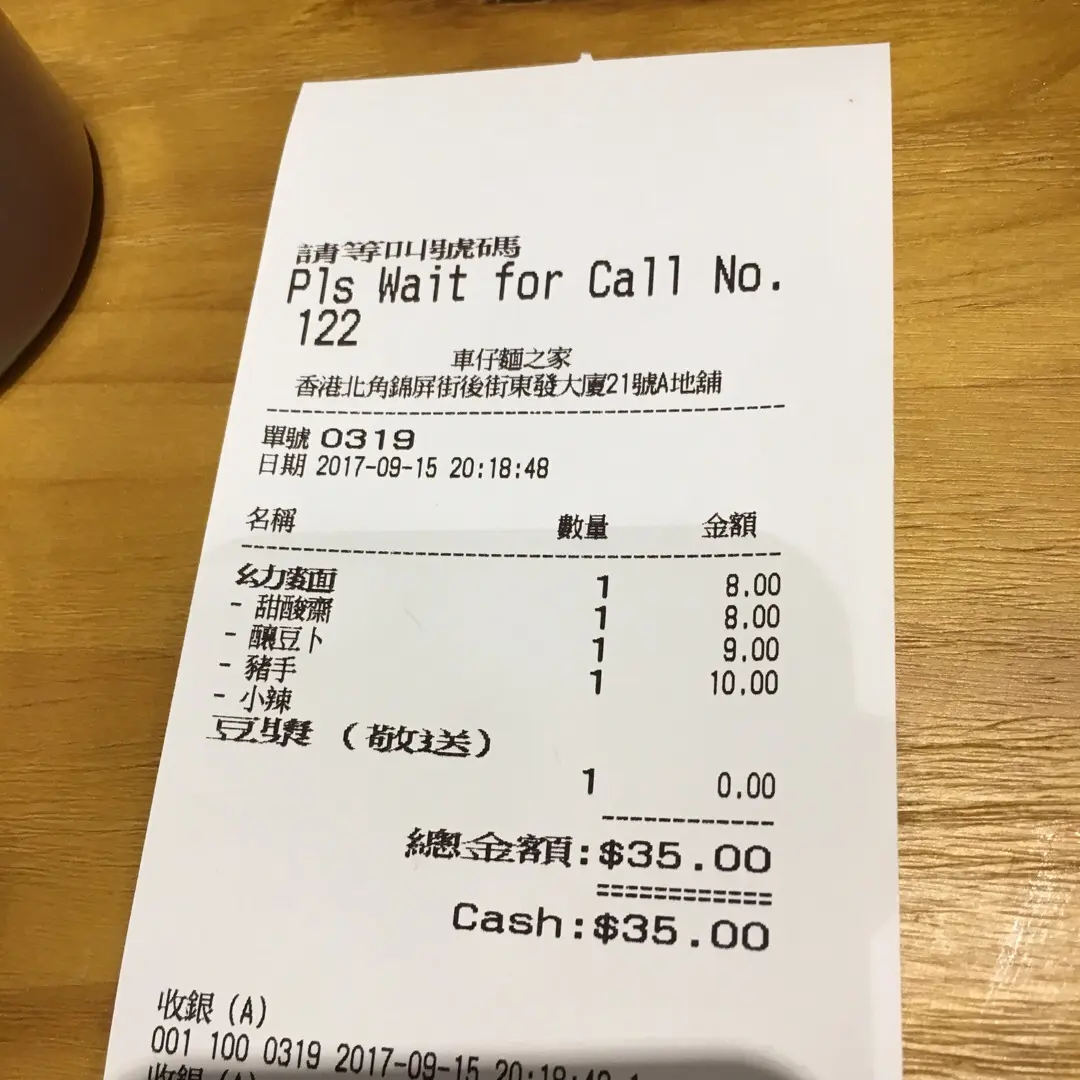 請等叫號碼
Pls Wait for Call No.
122
車仔麵之家
香港北角錦屏街後街東發大廈21號A地舖
單號 0319
日期 2017-09-15 20:18:48
名稱 數量 金額
幼麵 1 8.00
- 甜酸齋 1 8.00
- 釀豆卜 1 9.00
- 豬手 1 10.00
- 小辣
豆漿 (敬送)
1 0.00
總金額:$35.00
Cash:$35.00
收銀 (A)
001 100 0319 2017-09-15 20:18:48
收銀 (A)